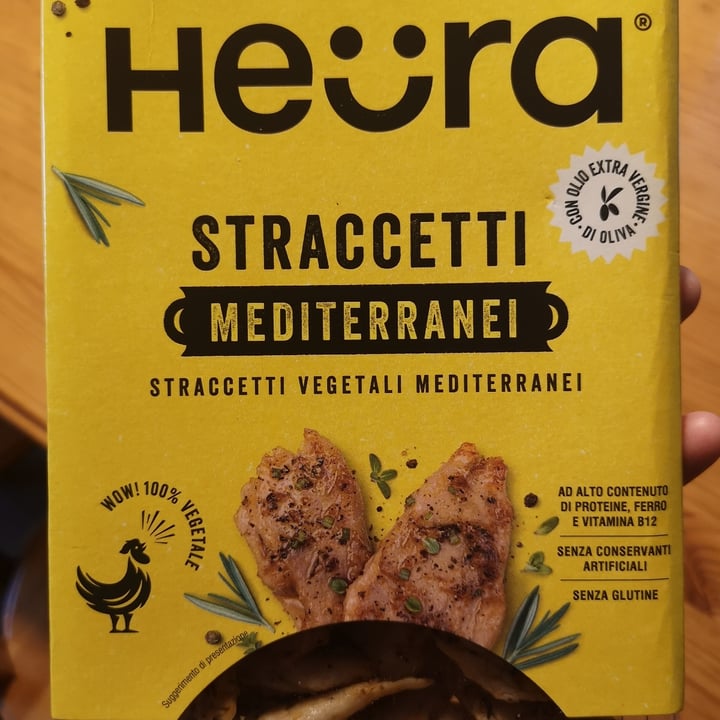 Heüra®
CON OLIO EXTRA VERGINE
· DI OLIVA ·
STRACCETTI
MEDITERRANEI
STRACCETTI VEGETALI MEDITERRANEI
WOW! 100% VEGETALE
AD ALTO CONTENUTO
DI PROTEINE, FERRO
E VITAMINA B12
SENZA CONSERVANTI
ARTIFICIALI
SENZA GLUTINE
Suggerimento di presentazione